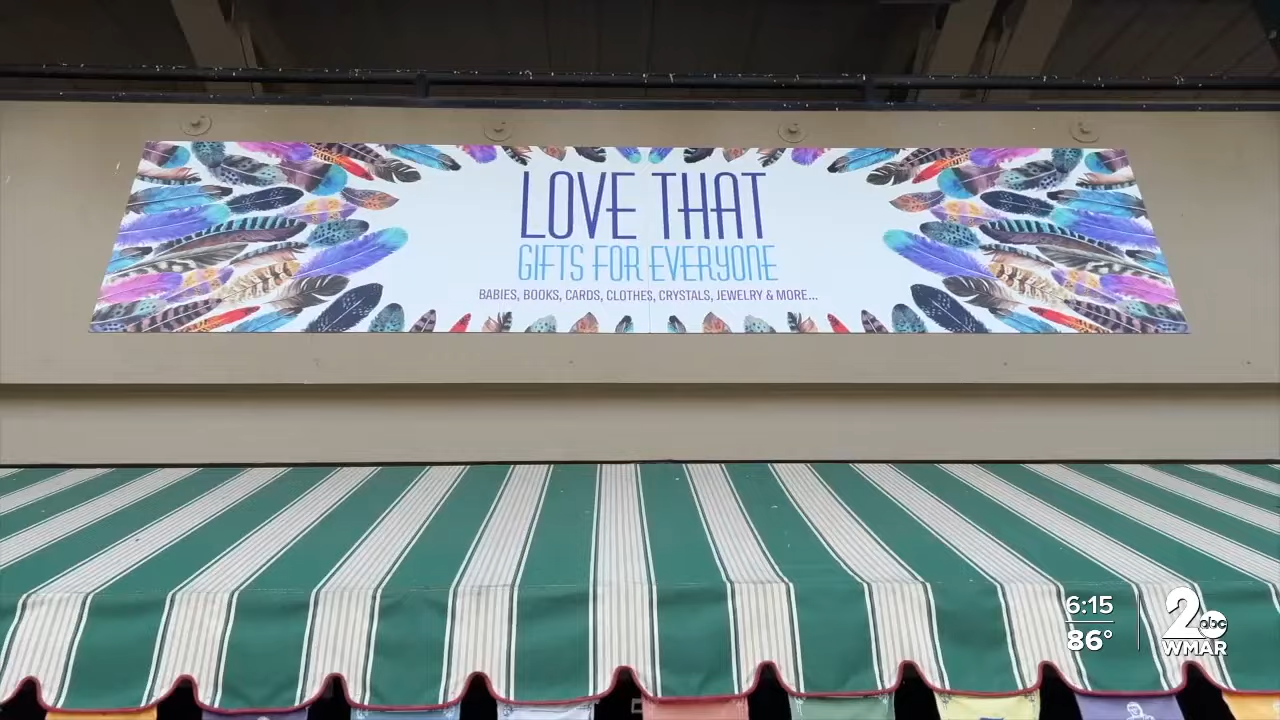 LOVE THAT
GIFTS FOR EVERYONE
BABIES, BOOKS, CARDS, CLOTHES, CRYSTALS, JEWELRY & MORE...
6:15
86°
2 abc
WMAR